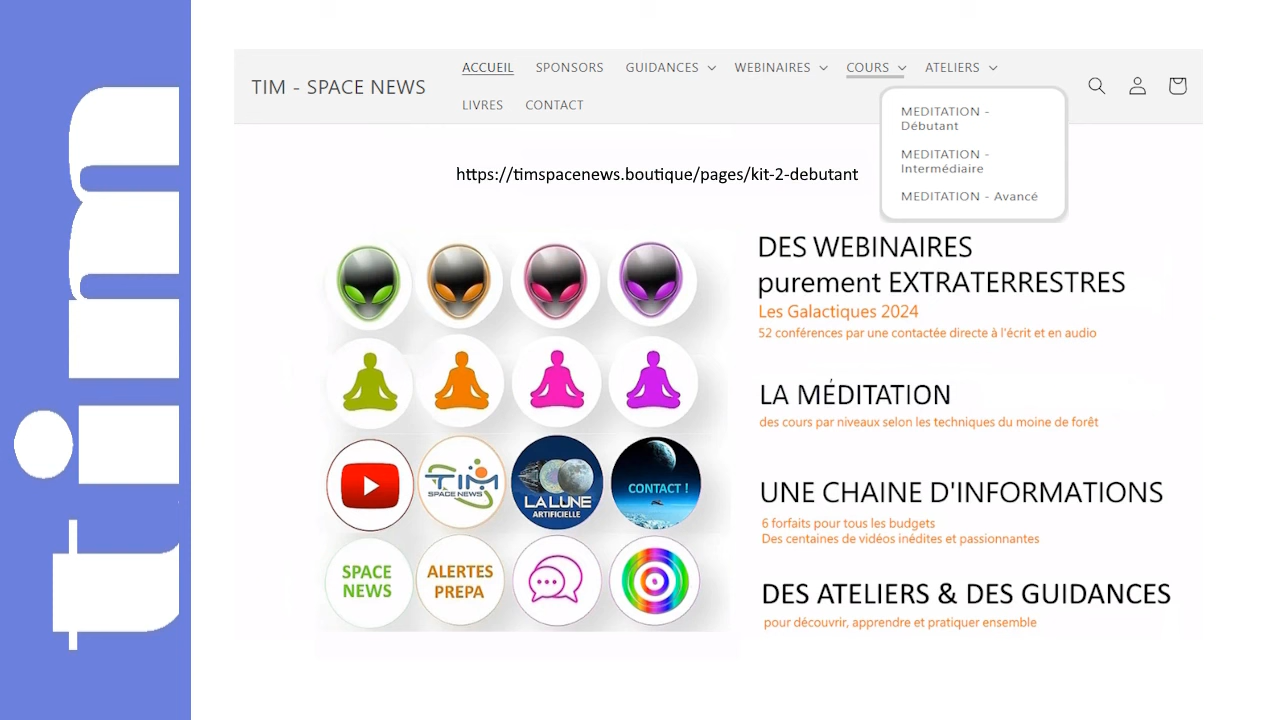 tim
TIM - SPACE NEWS
ACCUEIL SPONSORS GUIDANCES WEBINAIRES COURS ATELIERS
LIVRES CONTACT
MEDITATION -
Débutant
MEDITATION -
Intermédiaire
MEDITATION - Avancé
https://timspacenews.boutique/pages/kit-2-debutant
DES WEBINAIRES
purement EXTRATERRESTRES
Les Galactiques 2024
52 conférences par une contactée directe à l'écrit et en audio
LA MÉDITATION
des cours par niveaux selon les techniques du moine de forêt
TIM
SPACE NEWS
LA LUNE
ARTIFICIELLE
CONTACT !
UNE CHAINE D'INFORMATIONS
6 forfaits pour tous les budgets
Des centaines de vidéos inédites et passionnantes
SPACE
NEWS
ALERTES
PREPA
DES ATELIERS & DES GUIDANCES
pour découvrir, apprendre et pratiquer ensemble